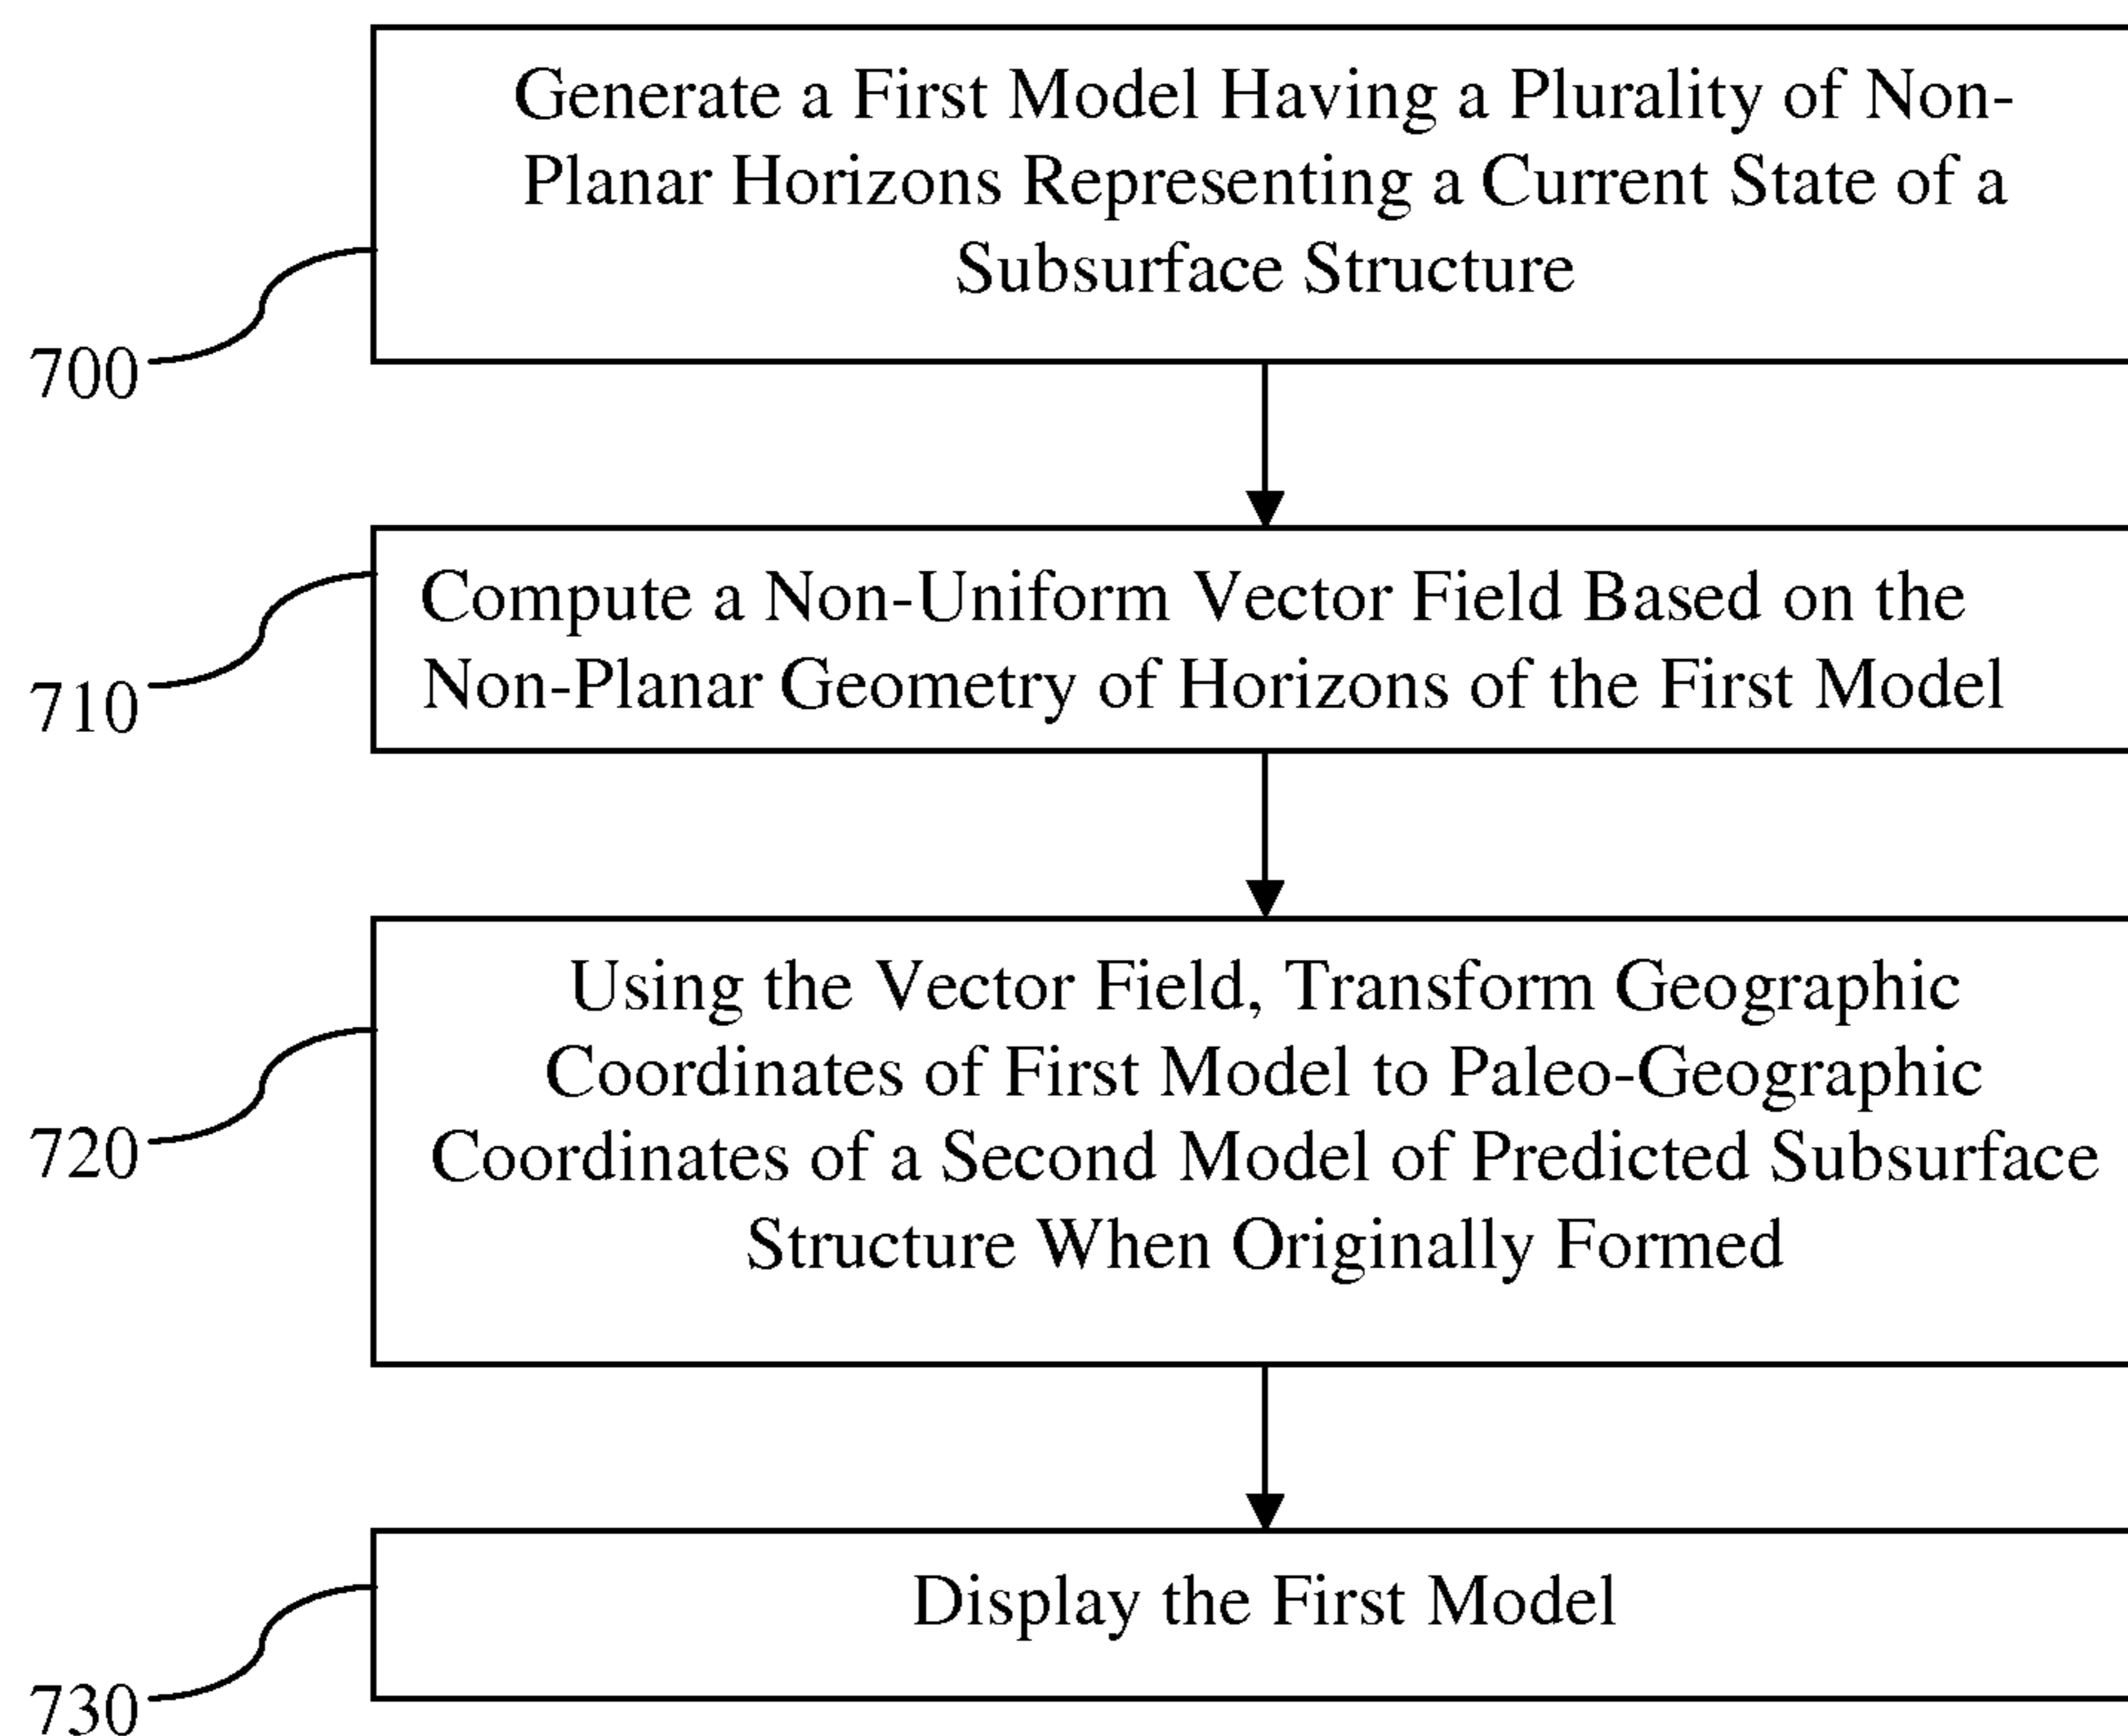 Generate a First Model Having a Plurality of Non-
Planar Horizons Representing a Current State of a
Subsurface Structure
700
Compute a Non-Uniform Vector Field Based on the
Non-Planar Geometry of Horizons of the First Model
710
Using the Vector Field, Transform Geographic
Coordinates of First Model to Paleo-Geographic
Coordinates of a Second Model of Predicted Subsurface
Structure When Originally Formed
720
Display the First Model
730